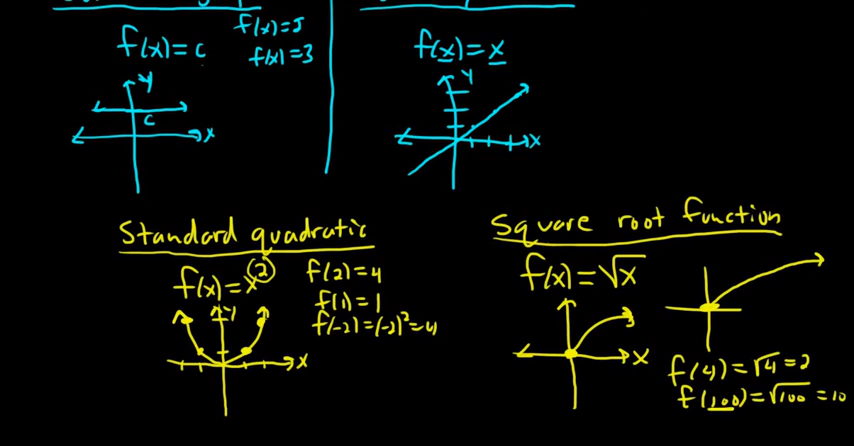 f(x)=5
f(x)=c
f(x)=3
y
c
x
f(x)=x
y
x
Standard quadratic
f(x)=x²
f(2)=4
f(1)=1
f(-2)=(-2)²=4
y
x
Square root function
f(x)=√x
x
f(4)=√4=2
f(100)=√100=10